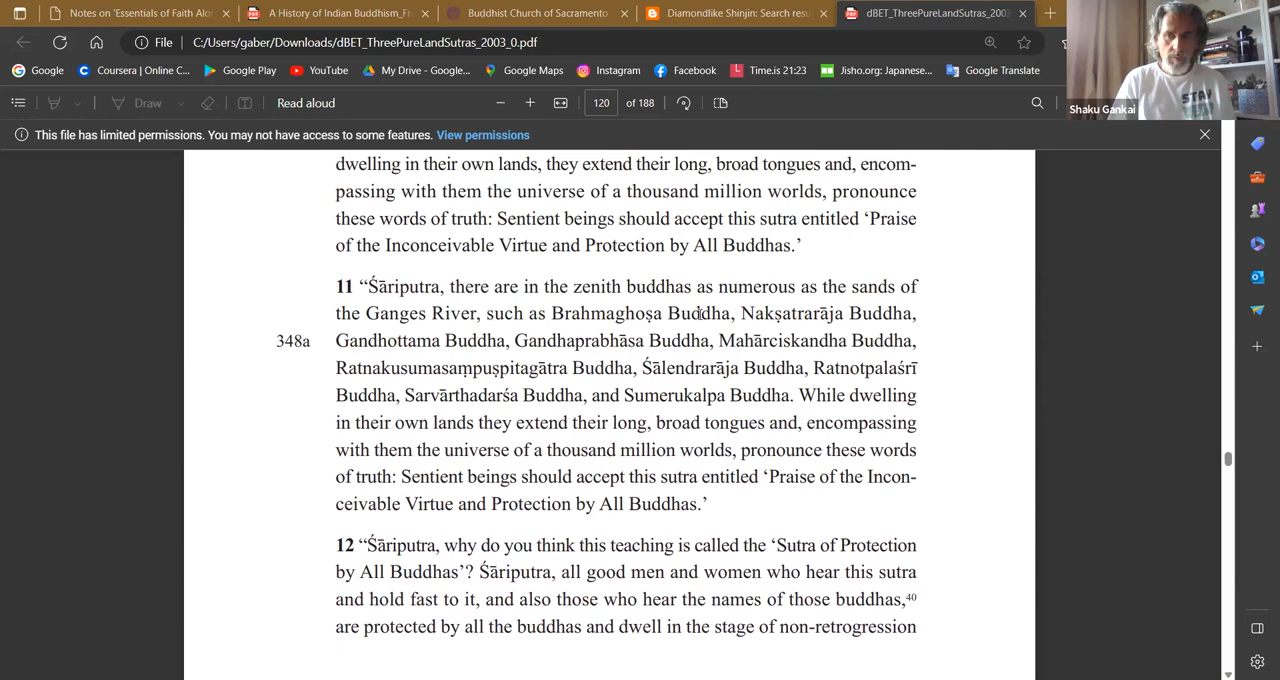 Notes on 'Essentials of Faith Alon
A History of Indian Buddhism_Fr
Buddhist Church of Sacramento
Diamondlike Shinjin: Search resu
dBET_ThreePureLandSutras_2003
File
C:/Users/gaber/Downloads/dBET_ThreePureLandSutras_2003_0.pdf
Google
Coursera | Online C...
Google Play
YouTube
My Drive - Google...
Google Maps
Instagram
Facebook
Time.is 21:23
Jisho.org: Japanese...
Google Translate
Draw
Read aloud
120 of 188
This file has limited permissions. You may not have access to some features. View permissions
STAY
Shaku Gankai
dwelling in their own lands, they extend their long, broad tongues and, encom-
passing with them the universe of a thousand million worlds, pronounce
these words of truth: Sentient beings should accept this sutra entitled ‘Praise
of the Inconceivable Virtue and Protection by All Buddhas.’
11 “Śāriputra, there are in the zenith buddhas as numerous as the sands of
the Ganges River, such as Brahmaghoṣa Buddha, Nakṣatrarāja Buddha,
348a Gandhottama Buddha, Gandhaprabhāsa Buddha, Mahārciskandha Buddha,
Ratnakusumasaṃpuṣpitagātra Buddha, Śālendrarāja Buddha, Ratnotpalaśrī
Buddha, Sarvārthadarśa Buddha, and Sumerukalpa Buddha. While dwelling
in their own lands they extend their long, broad tongues and, encompassing
with them the universe of a thousand million worlds, pronounce these words
of truth: Sentient beings should accept this sutra entitled ‘Praise of the Incon-
ceivable Virtue and Protection by All Buddhas.’
12 “Śāriputra, why do you think this teaching is called the ‘Sutra of Protection
by All Buddhas’? Śāriputra, all good men and women who hear this sutra
and hold fast to it, and also those who hear the names of those buddhas,40
are protected by all the buddhas and dwell in the stage of non-retrogression